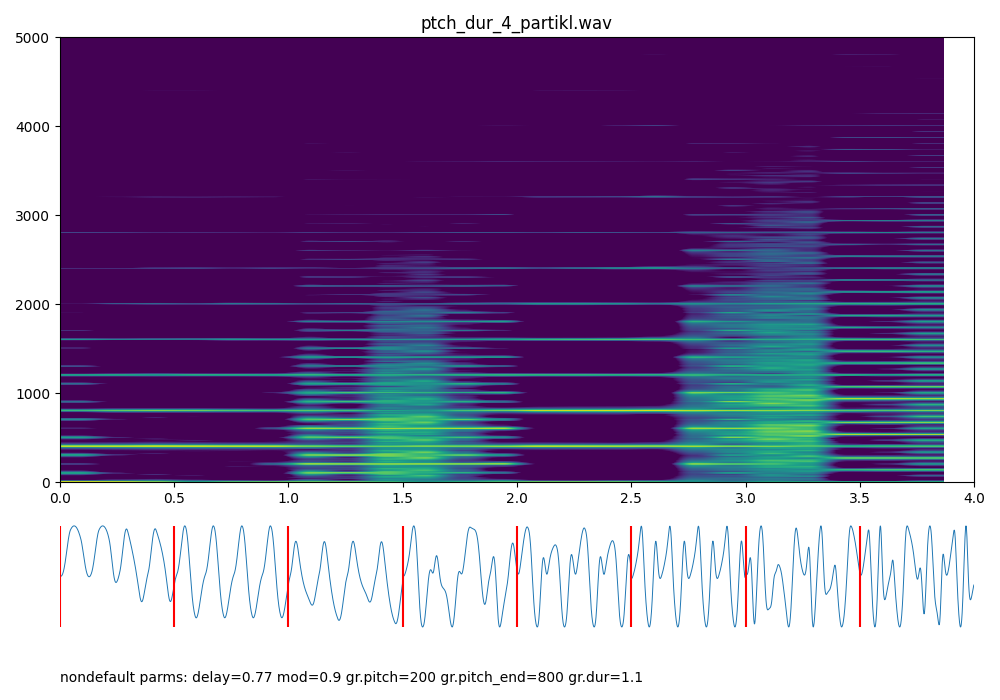 ptch_dur_4_partikl.wav
5000
4000
3000
2000
1000
0
0.0 0.5 1.0 1.5 2.0 2.5 3.0 3.5 4.0
nondefault parms: delay=0.77 mod=0.9 gr.pitch=200 gr.pitch_end=800 gr.dur=1.1